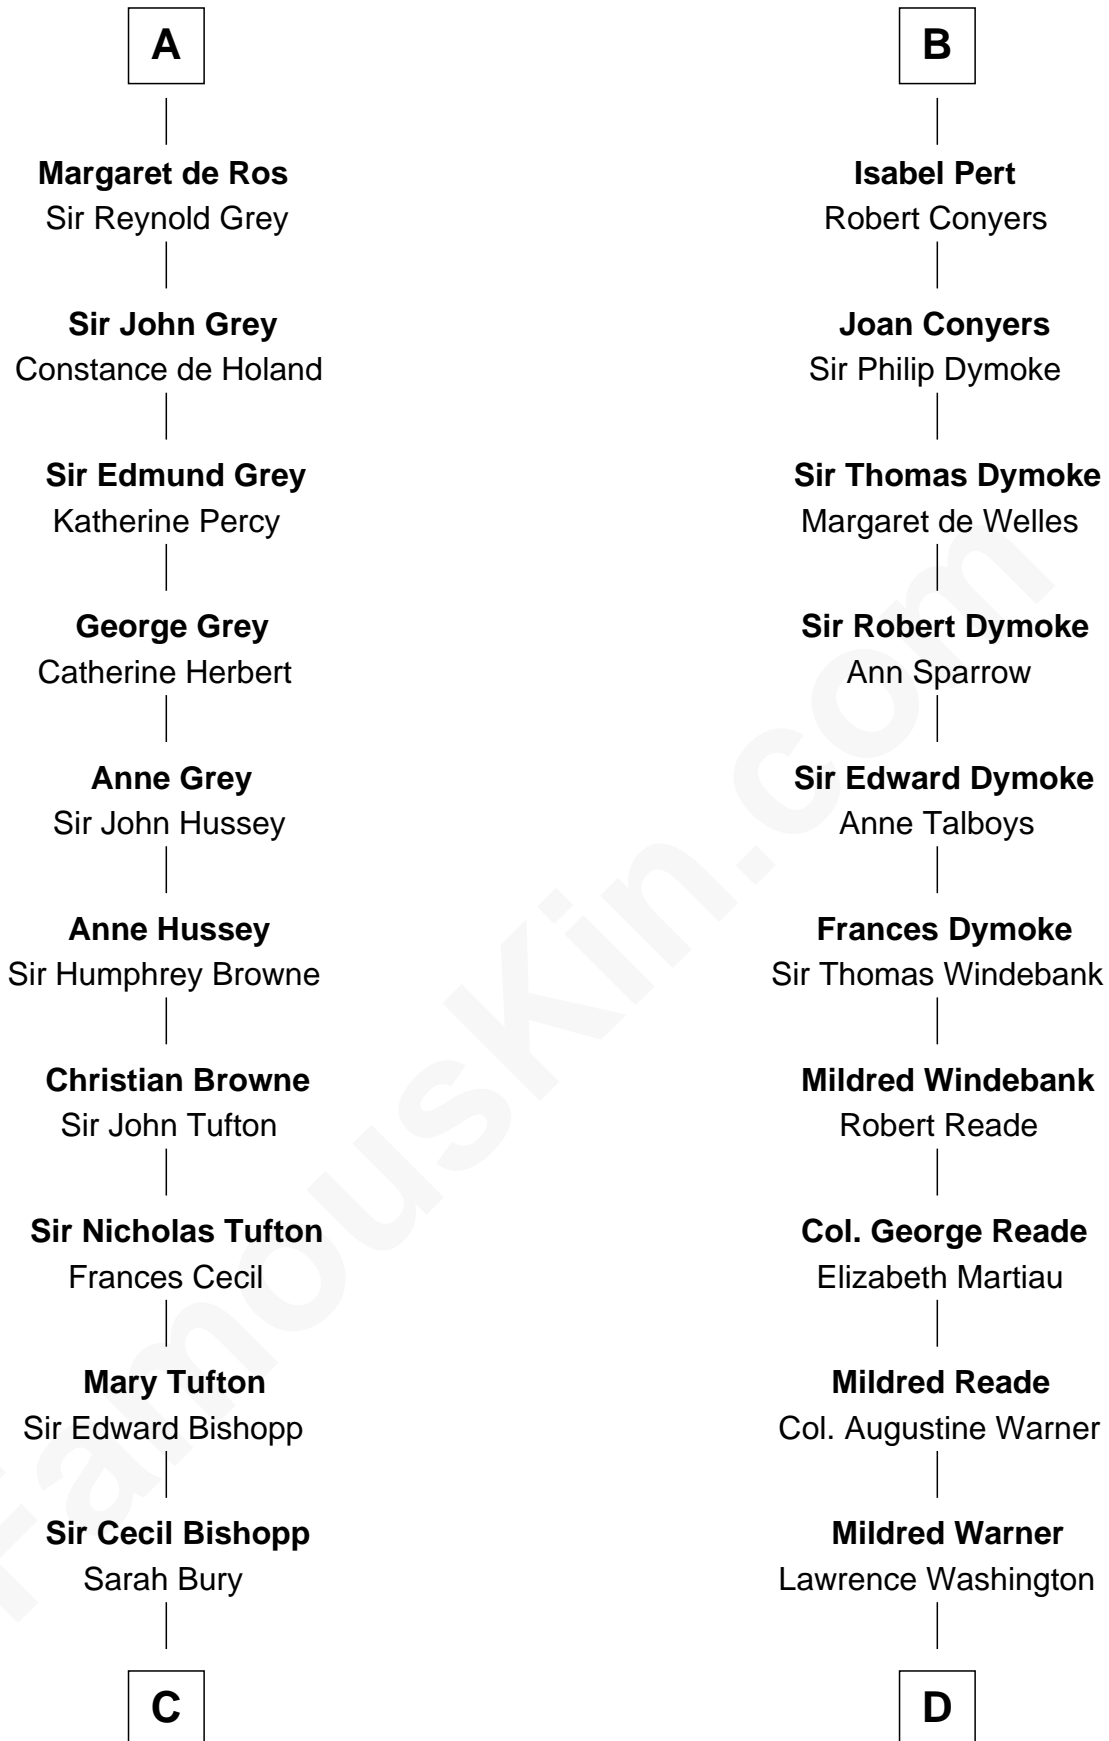 A
Margaret de Ros
Sir Reynold Grey
Sir John Grey
Constance de Holand
Sir Edmund Grey
Katherine Percy
George Grey
Catherine Herbert
Anne Grey
Sir John Hussey
Anne Hussey
Sir Humphrey Browne
Christian Browne
Sir John Tufton
Sir Nicholas Tufton
Frances Cecil
Mary Tufton
Sir Edward Bishopp
Sir Cecil Bishopp
Sarah Bury
C
B
Isabel Pert
Robert Conyers
Joan Conyers
Sir Philip Dymoke
Sir Thomas Dymoke
Margaret de Welles
Sir Robert Dymoke
Ann Sparrow
Sir Edward Dymoke
Anne Talboys
Frances Dymoke
Sir Thomas Windebank
Mildred Windebank
Robert Reade
Col. George Reade
Elizabeth Martiau
Mildred Reade
Col. Augustine Warner
Mildred Warner
Lawrence Washington
D
FamousKin.com